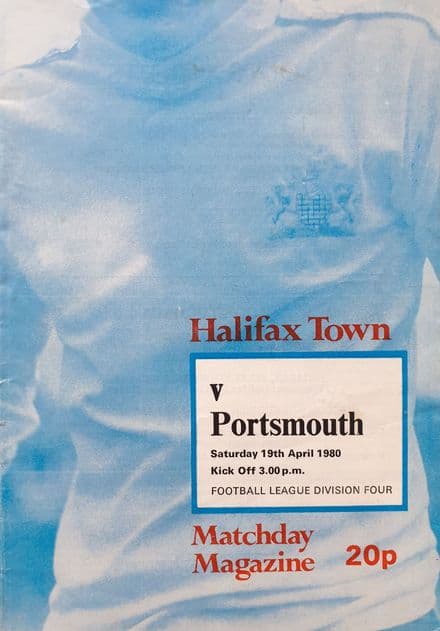 Halifax Town
v
Portsmouth
Saturday 19th April 1980
Kick Off 3.00 p.m.
FOOTBALL LEAGUE DIVISION FOUR
Matchday
Magazine 20p